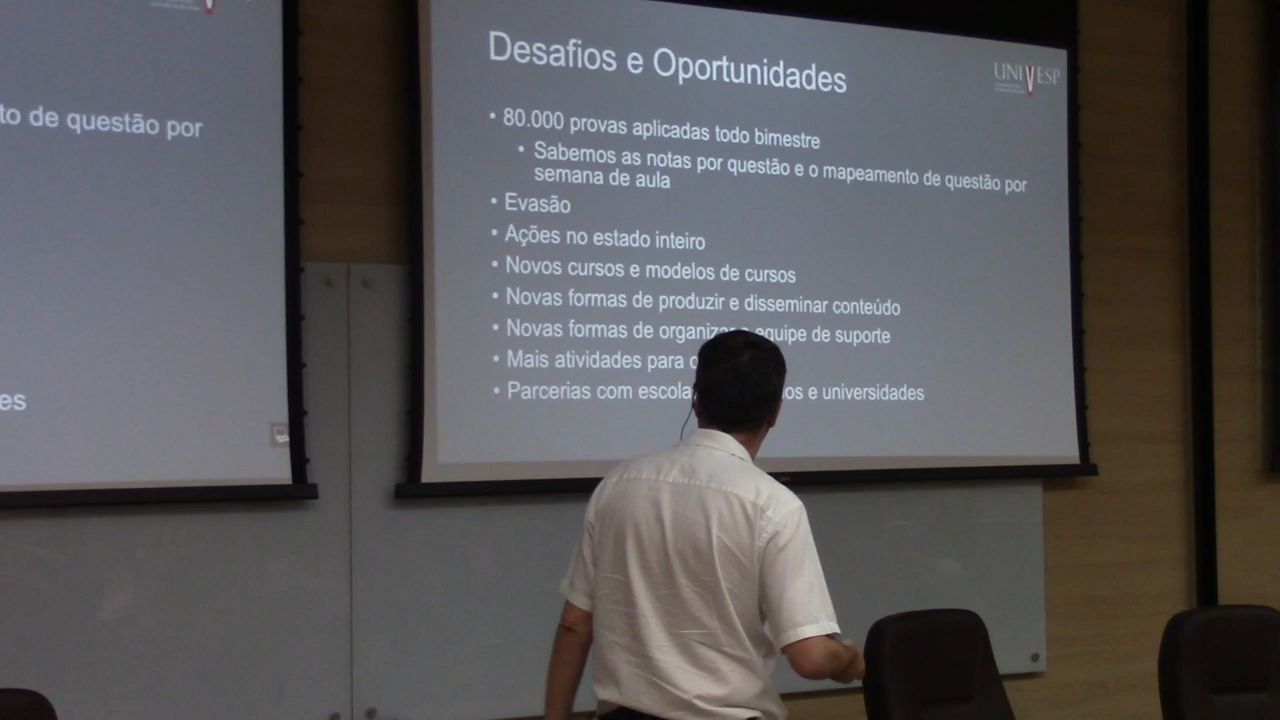 to de questão por
es
Desafios e Oportunidades
UNIVESP
• 80.000 provas aplicadas todo bimestre
• Sabemos as notas por questão e o mapeamento de questão por
semana de aula
• Evasão
• Ações no estado inteiro
• Novos cursos e modelos de cursos
• Novas formas de produzir e disseminar conteúdo
• Novas formas de organizar equipe de suporte
• Mais atividades para
• Parcerias com escola os e universidades